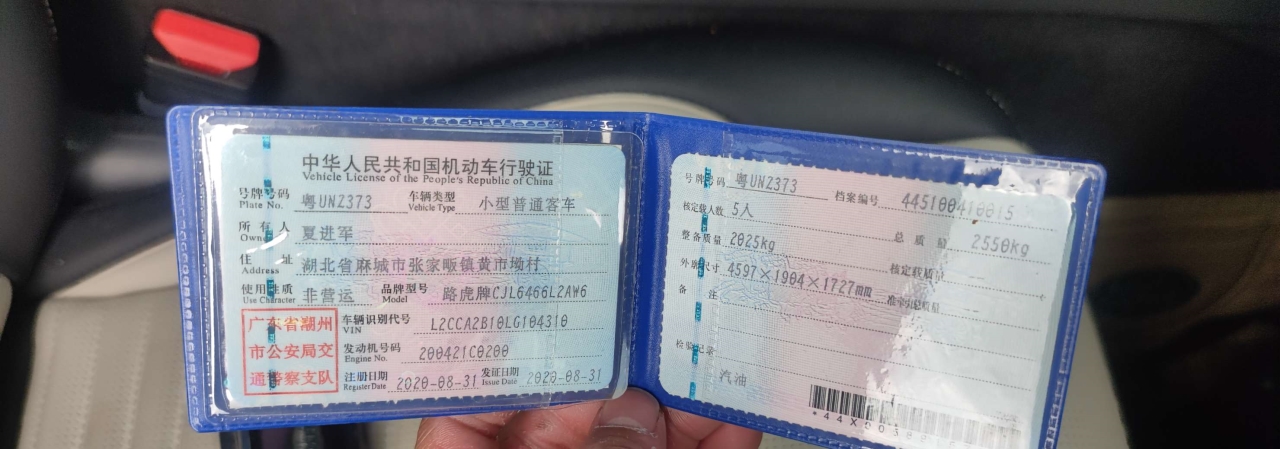 中华人民共和国机动车行驶证
Vehicle License of the People's Republic of China
号牌号码 粤UNZ373 车辆类型 小型普通客车
Plate No. Vehicle Type
所有人 夏进军
Owner
住址 湖北省麻城市张家畈镇黄市坳村
Address
使用性质 非营运 品牌型号 路虎牌CJL6466L2AW6
Use Character Model
广东省潮州
市公安局交
通警察支队
车辆识别代号 L2CCA2B10LG104310
VIN
发动机号码 200421C0200
Engine No.
注册日期 2020-08-31 发证日期 2020-08-31
Register Date Issue Date
号牌号码 粤UNZ373 档案编号 445100410015
核定载人数 5人 总质量 2550kg
整备质量 2025kg 核定载质量 --
外廓尺寸 4597×1904×1727mm 准牵引总质量 --
备注
检验记录
汽油